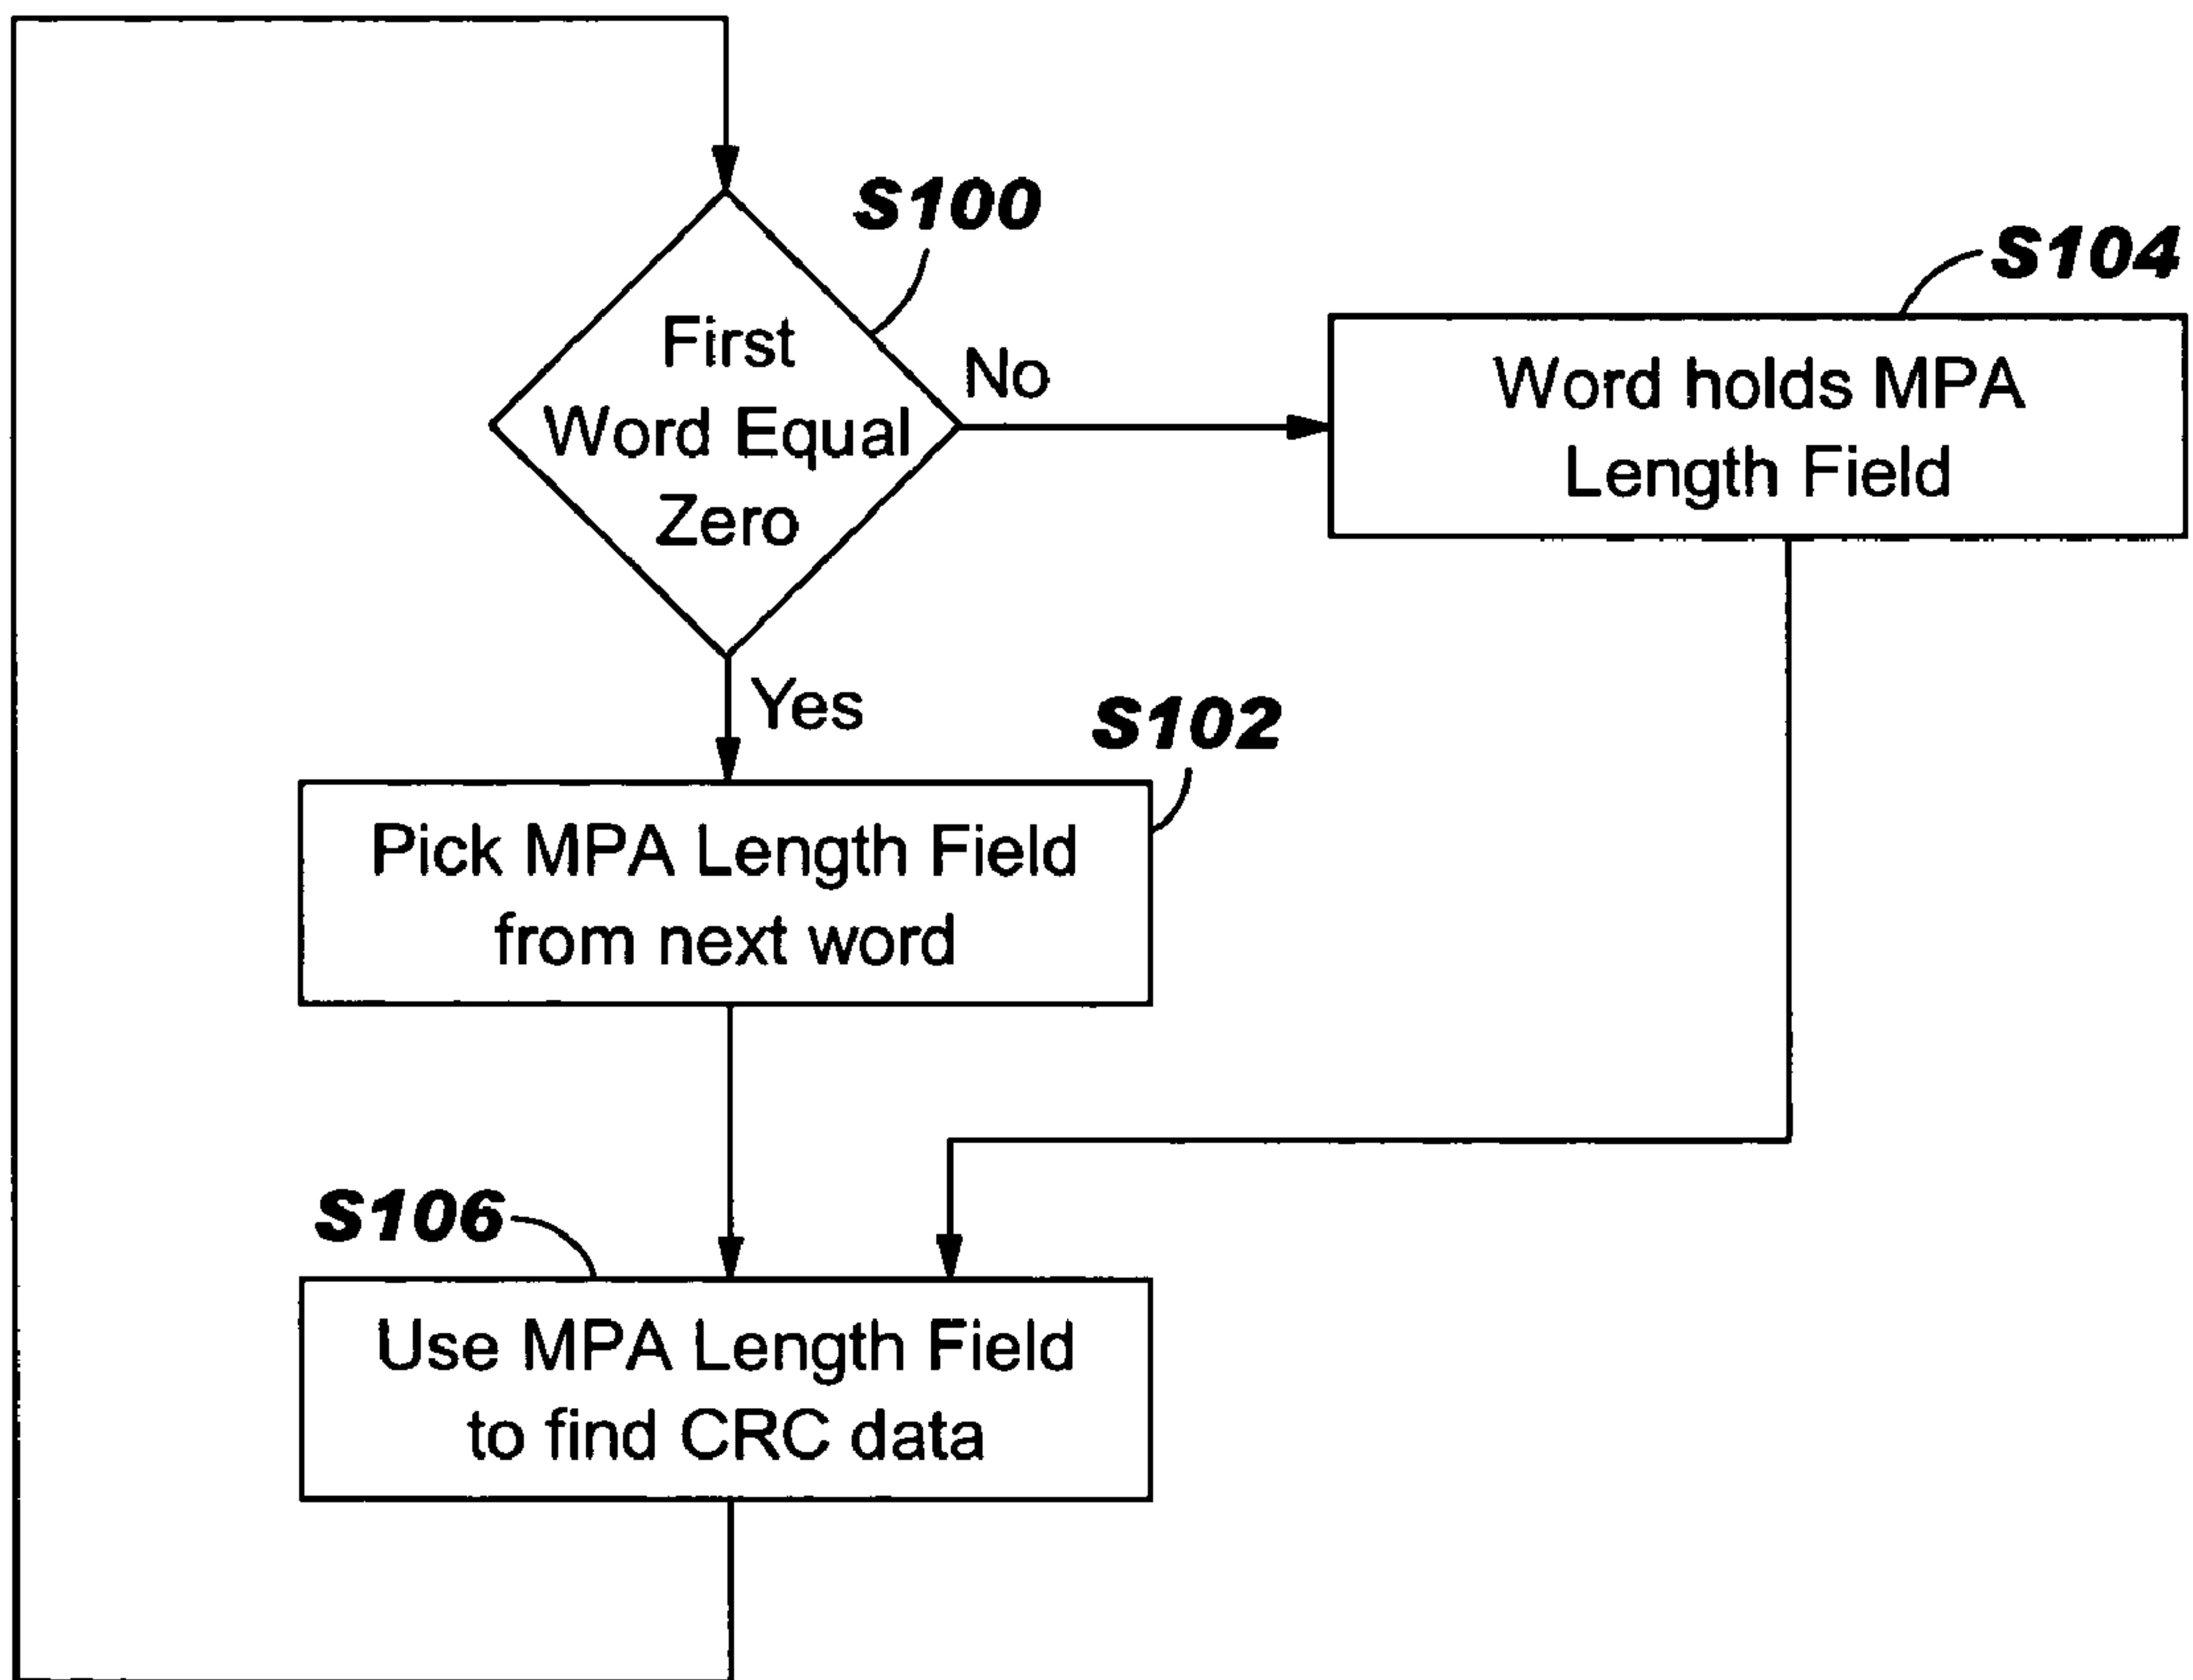 S100
First
Word Equal
Zero
No
S104
Word holds MPA
Length Field
Yes
S102
Pick MPA Length Field
from next word
S106
Use MPA Length Field
to find CRC data